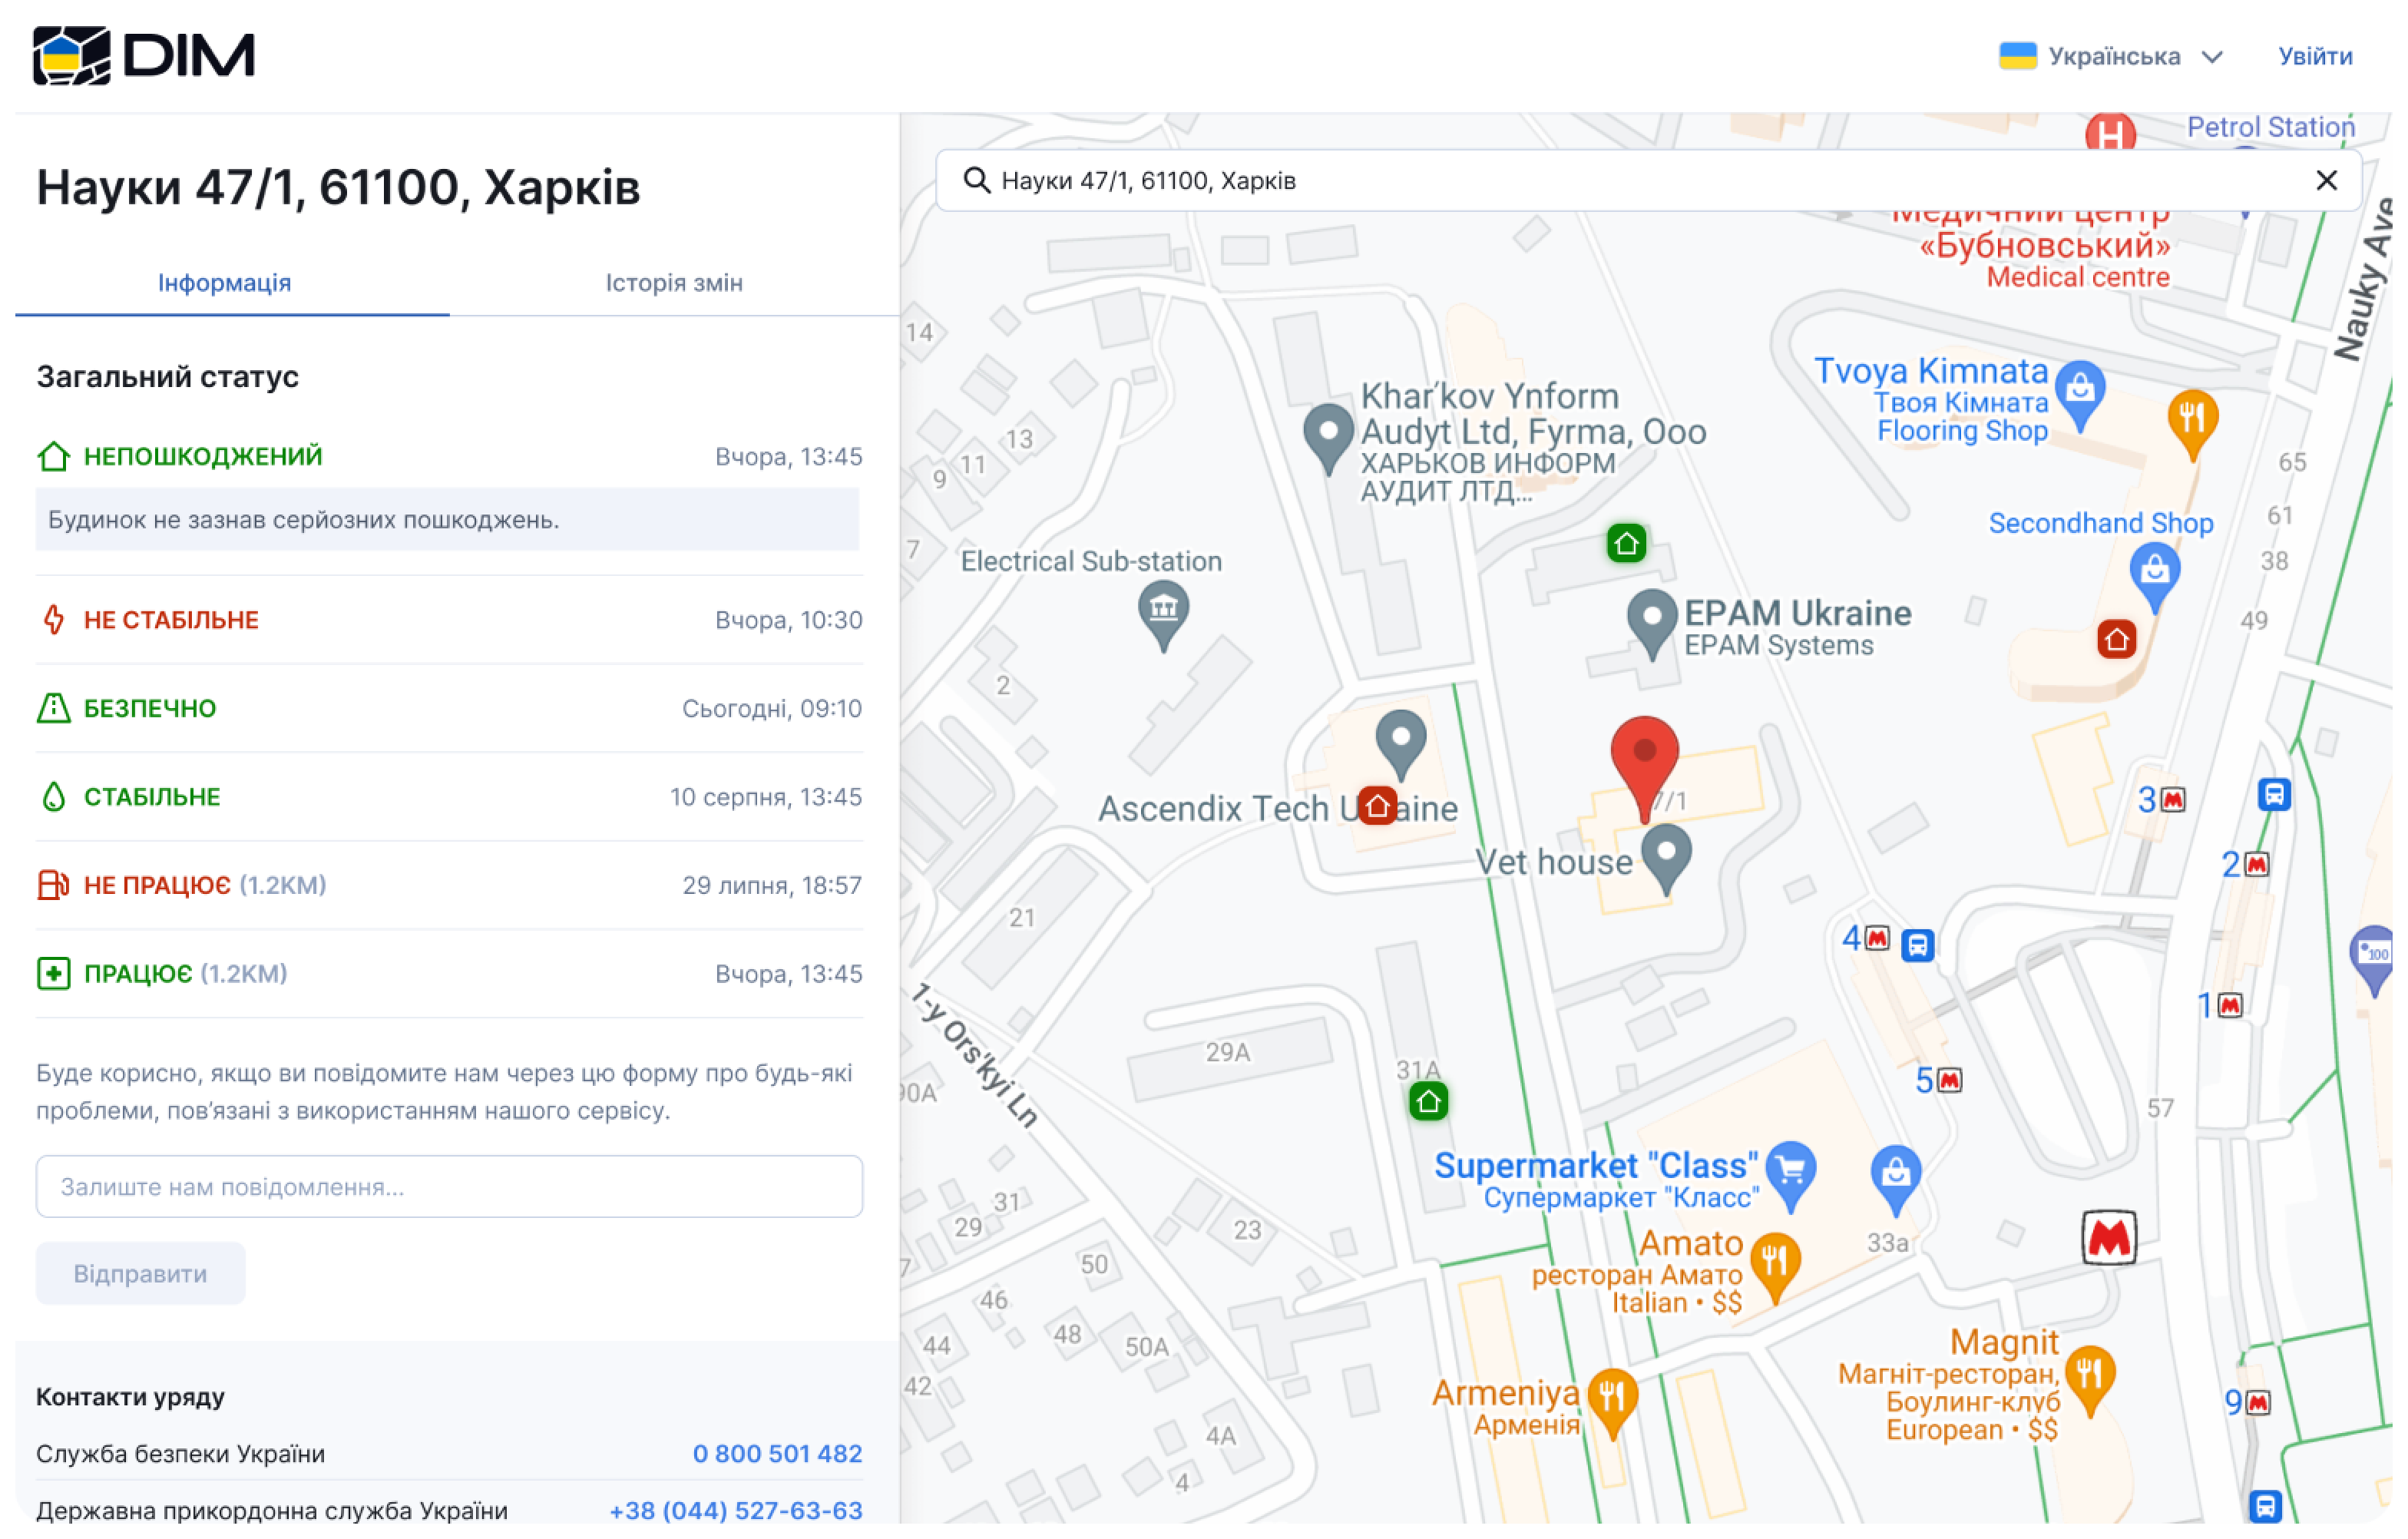 DIM
Українська
Увійти
Науки 47/1, 61100, Харків
Інформація
Історія змін
Загальний статус
НЕПОШКОДЖЕНИЙ
Вчора, 13:45
Будинок не зазнав серйозних пошкоджень.
НЕ СТАБІЛЬНЕ
Вчора, 10:30
БЕЗПЕЧНО
Сьогодні, 09:10
СТАБІЛЬНЕ
10 серпня, 13:45
НЕ ПРАЦЮЄ (1.2KM)
29 липня, 18:57
ПРАЦЮЄ (1.2KM)
Вчора, 13:45
Буде корисно, якщо ви повідомите нам через цю форму про будь-які
проблеми, пов’язані з використанням нашого сервісу.
Залиште нам повідомлення...
Відправити
Контакти уряду
Служба безпеки України
0 800 501 482
Державна прикордонна служба України
+38 (044) 527-63-63
H
Petrol Station
Науки 47/1, 61100, Харків
Медичний центр
«Бубновський»
Medical centre
Nauky Ave
14
Khar'kov Ynform
Audyt Ltd, Fyrma, Ooo
ХАРЬКОВ ИНФОРМ
АУДИТ ЛТД...
Tvoya Kimnata
Твоя Кімната
Flooring Shop
13
11
9
65
7
Secondhand Shop
61
38
Electrical Sub-station
EPAM Ukraine
EPAM Systems
49
2
Ascendix Tech Ukraine
7/1
3
Vet house
2
21
4
100
1
1-y Ors'kyi Ln
29A
31A
90A
5
57
Supermarket "Class"
Супермаркет "Класс"
31
29
23
33a
7
50
Amato
ресторан Амато
Italian • $$
46
48
44
50A
Magnit
Магніт-ресторан,
Боулинг-клуб
European • $$
42
Armeniya
Арменія
9
4A
4